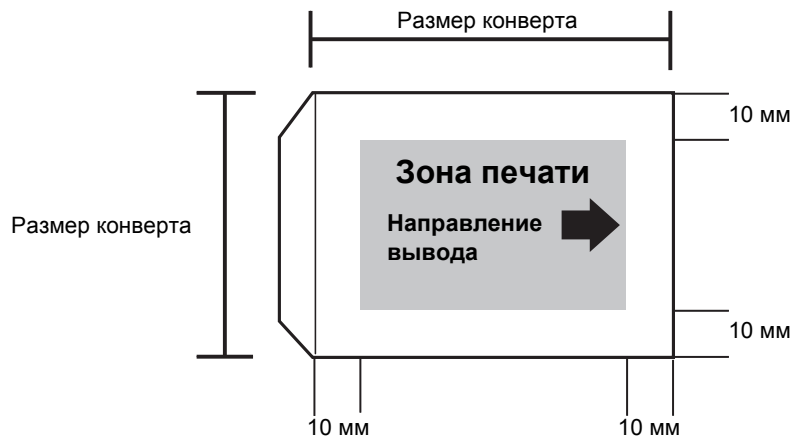 Размер конверта
10 мм
Зона печати
Размер конверта
Направление
вывода
10 мм
10 мм
10 мм